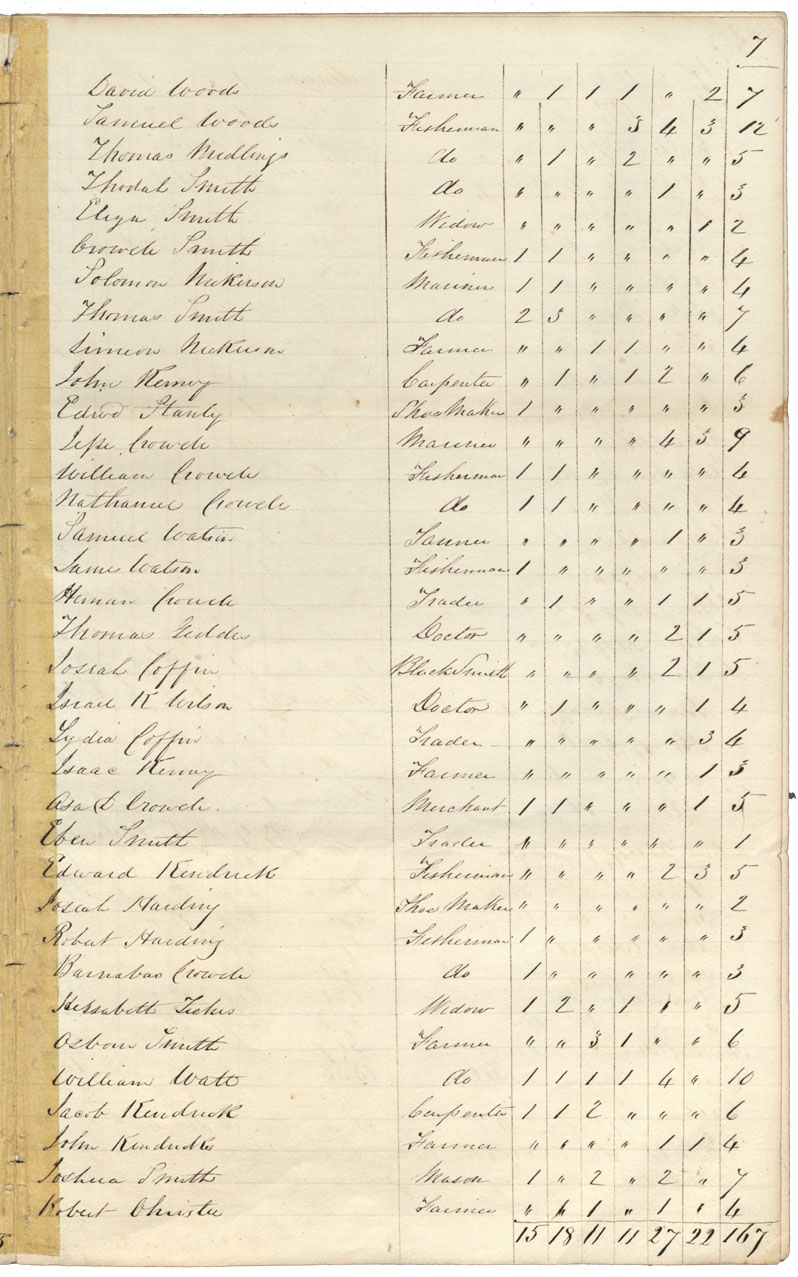 7
David Woods Farmer " 1 1 1 " 2 7
Samuel Woods Fisherman " " " 3 4 3 12
Thomas Midlings do " 1 " 2 " " 5
Thodal Smith do " " " " 1 " 3
Eliza Smith Widow " " " " " 1 2
Crowell Smith Fisherman 1 1 " " " " 4
Solomon Nickerson Mariner 1 1 " " " " 4
Thomas Smith do 2 3 " " " " 7
Simeon Nickerson Farmer " " 1 1 " " 4
John Kenny Carpenter " 1 " 1 2 " 6
Edwd Stanly Shoe Maker 1 " " " " " 3
Jesse Crowell Mariner " " " " 4 3 9
William Crowell Fisherman 1 1 " " " " 4
Nathaniel Crowell do 1 1 " " " " 4
Samuel Watson Farmer " " " " 1 " 3
James Watson Fisherman 1 " " " " " 3
Heman Crowell Trader " 1 " " 1 1 5
Thomas Geddes Doctor " " " " 2 1 5
Josiah Coffin Black Smith " " " " 2 1 5
Israel K Wilson Doctor " 1 " " " 1 4
Lydia Coffin Trader " " " " " 3 4
Isaac Kenny Farmer " " " " " 1 3
Asa D Crowell Merchant 1 1 " " " 1 5
Eben Smith Trader " " " " " " 1
Edward Kendrick Fisherman " " " " 2 3 5
Josiah Harding Shoe Maker " " " " " " 2
Robert Harding Fisherman 1 " " " " " 3
Barnabas Crowell do 1 " " " " " 3
Widow 1 2 " 1 " " 5
Osborn Smith Farmer " " 3 1 " " 6
William Watt do 1 1 1 1 4 " 10
Jacob Kendrick Carpenter 1 1 2 " " " 6
John Kendricks Farmer " " " " 1 1 4
Joshua Smith Mason 1 " 2 " 2 " 7
Robert Christie Farmer " " 1 " 1 " 4
15 18 11 11 27 22 167